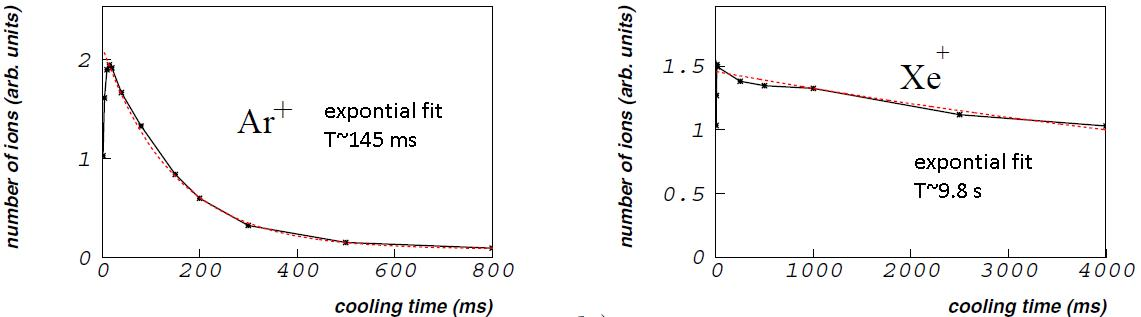 number of ions (arb. units)
2
1
0
Ar+
expontial fit
T~145 ms
0 200 400 600 800
cooling time (ms)
number of ions (arb. units)
1.5
1
0.5
0
Xe+
expontial fit
T~9.8 s
0 1000 2000 3000 4000
cooling time (ms)